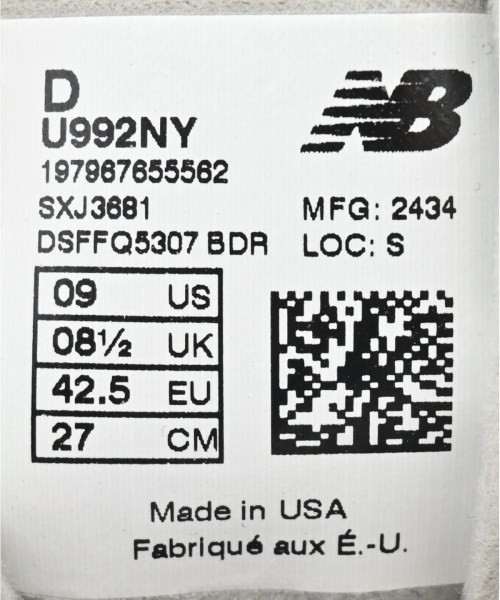 D
NB
U992NY
197967655562
SXJ3681
MFG: 2434
DSFFQ5307 BDR
LOC: S
09 US
08½ UK
42.5 EU
27 CM
Made in USA
Fabriqué aux É.-U.